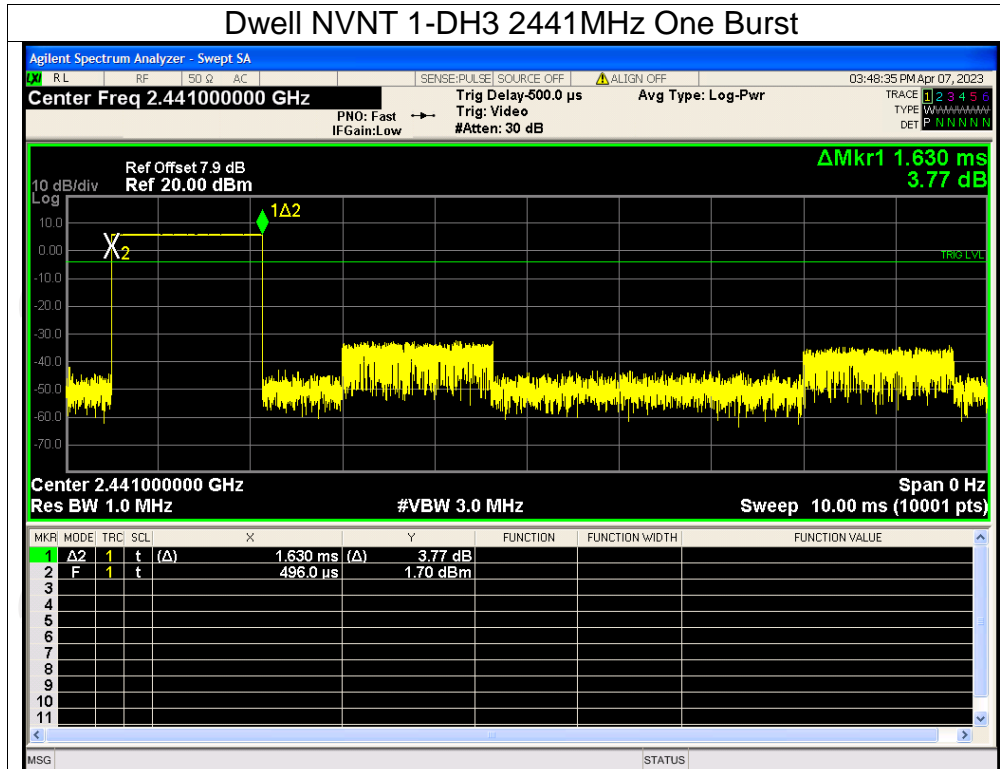 Dwell NVNT 1-DH3 2441MHz One Burst
Agilent Spectrum Analyzer - Swept SA
LXI RL RF 50 Ω AC SENSE:PULSE SOURCE OFF ALIGN OFF 03:48:35 PM Apr 07, 2023
Center Freq 2.441000000 GHz Trig Delay-500.0 µs Avg Type: Log-Pwr TRACE 1 2 3 4 5 6
PNO: Fast Trig: Video TYPE WWWWWW
IFGain:Low #Atten: 30 dB DET P N N N N N
ΔMkr1 1.630 ms
3.77 dB
Ref Offset 7.9 dB
10 dB/div Ref 20.00 dBm
Log
1Δ2
10.0
0.00
X2
TRIG LVL
-10.0
-20.0
-30.0
-40.0
-50.0
-60.0
-70.0
Center 2.441000000 GHz Span 0 Hz
Res BW 1.0 MHz #VBW 3.0 MHz Sweep 10.00 ms (10001 pts)
MKR MODE TRC SCL X Y FUNCTION FUNCTION WIDTH FUNCTION VALUE
1 Δ2 1 t (Δ) 1.630 ms (Δ) 3.77 dB
2 F 1 t 496.0 µs 1.70 dBm
3
4
5
6
7
8
9
10
11
MSG STATUS